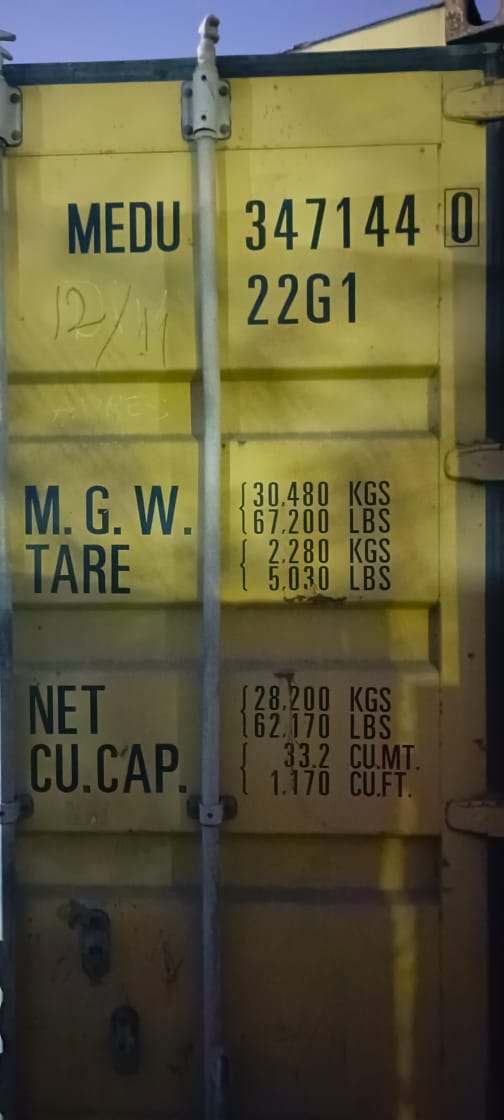 MEDU 347144 0
22G1
12/11
M.G.W. 30,480 KGS
67,200 LBS
TARE 2,280 KGS
5,030 LBS
NET 28,200 KGS
62,170 LBS
CU.CAP. 33.2 CU.MT.
1,170 CU.FT.